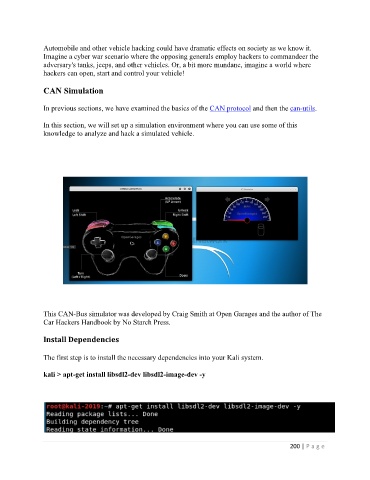 Automobile and other vehicle hacking could have dramatic effects on society as we know it.
Imagine a cyber war scenario where the opposing generals employ hackers to commandeer the
adversary's tanks, jeeps, and other vehicles. Or, a bit more mundane, imagine a world where
hackers can open, start and control your vehicle!
CAN Simulation
In previous sections, we have examined the basics of the CAN protocol and then the can-utils.
In this section, we will set up a simulation environment where you can use some of this
knowledge to analyze and hack a simulated vehicle.
Lock
Unlock
Turn
Down
This CAN-Bus simulator was developed by Craig Smith at Open Garages and the author of The
Car Hackers Handbook by No Starch Press.
Install Dependencies
The first step is to install the necessary dependencies into your Kali system.
kali > apt-get install libsdl2-dev libsdl2-image-dev -y
root@kali-2019:~# apt-get install libsdl2-dev libsdl2-image-dev -y
Reading package lists... Done
Building dependency tree
Reading state information... Done
200 | P a g e